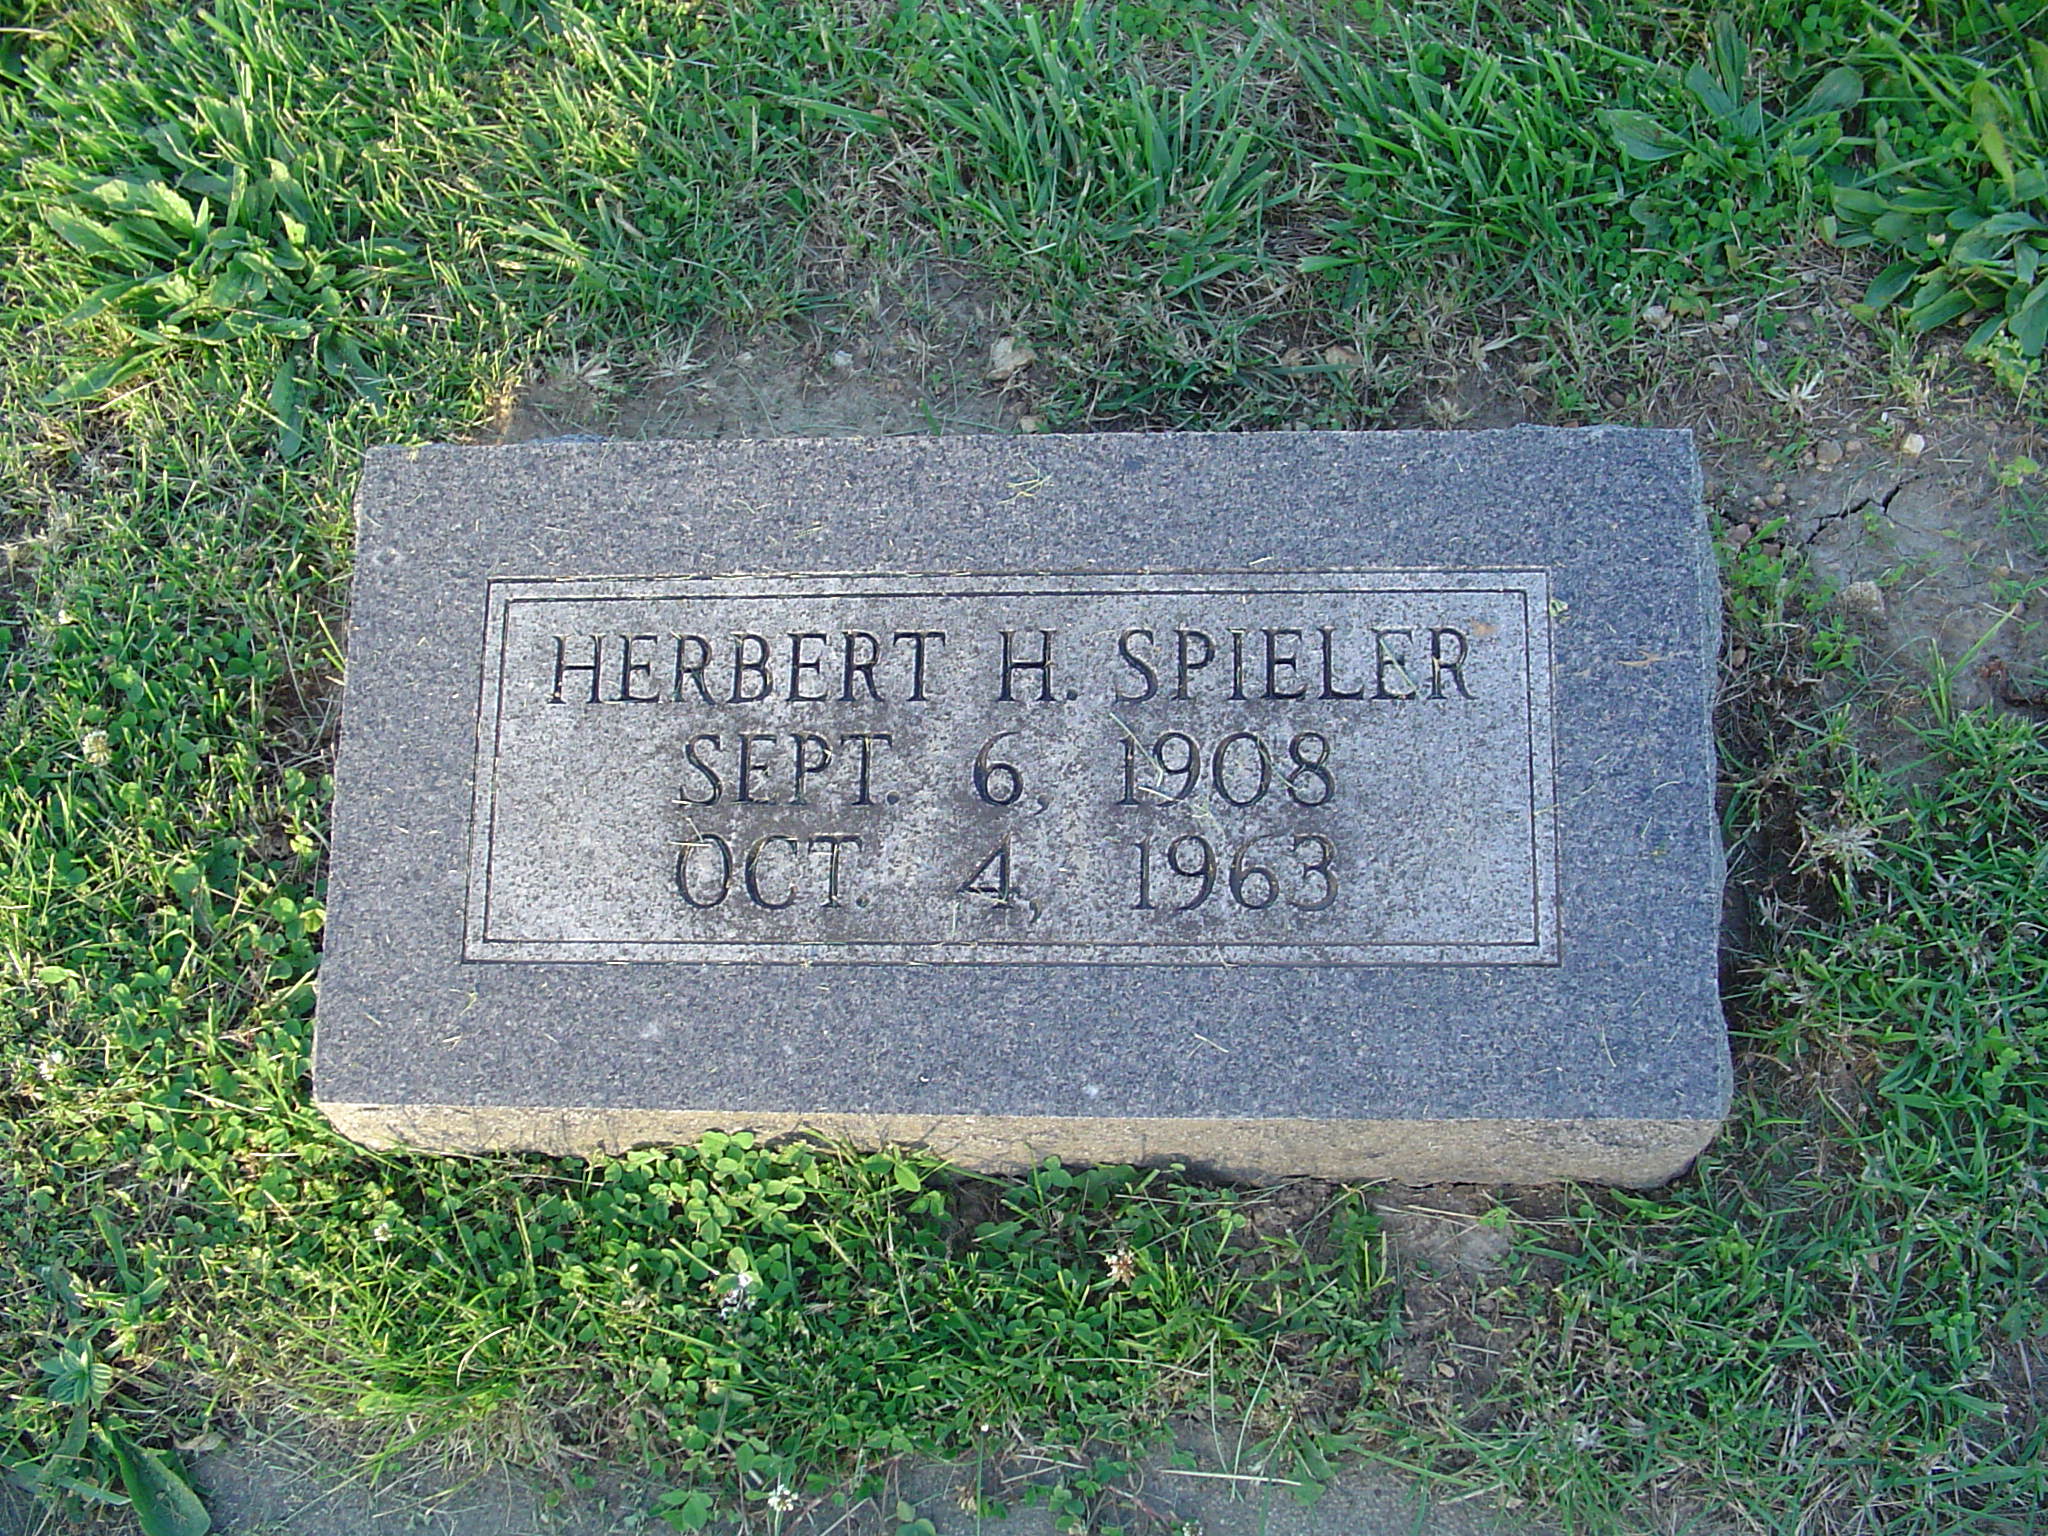 HERBERT H. SPIELER
SEPT. 6, 1908
OCT. 4, 1963